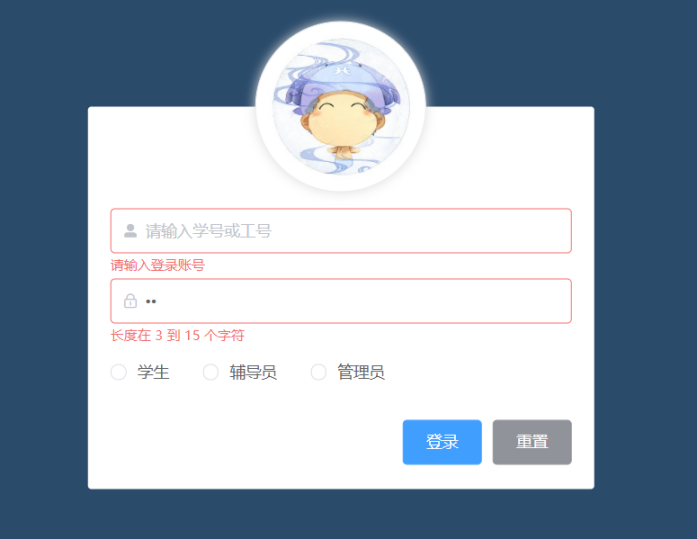 请输入学号或工号
请输入登录账号
••
长度在 3 到 15 个字符
学生 辅导员 管理员
登录 重置